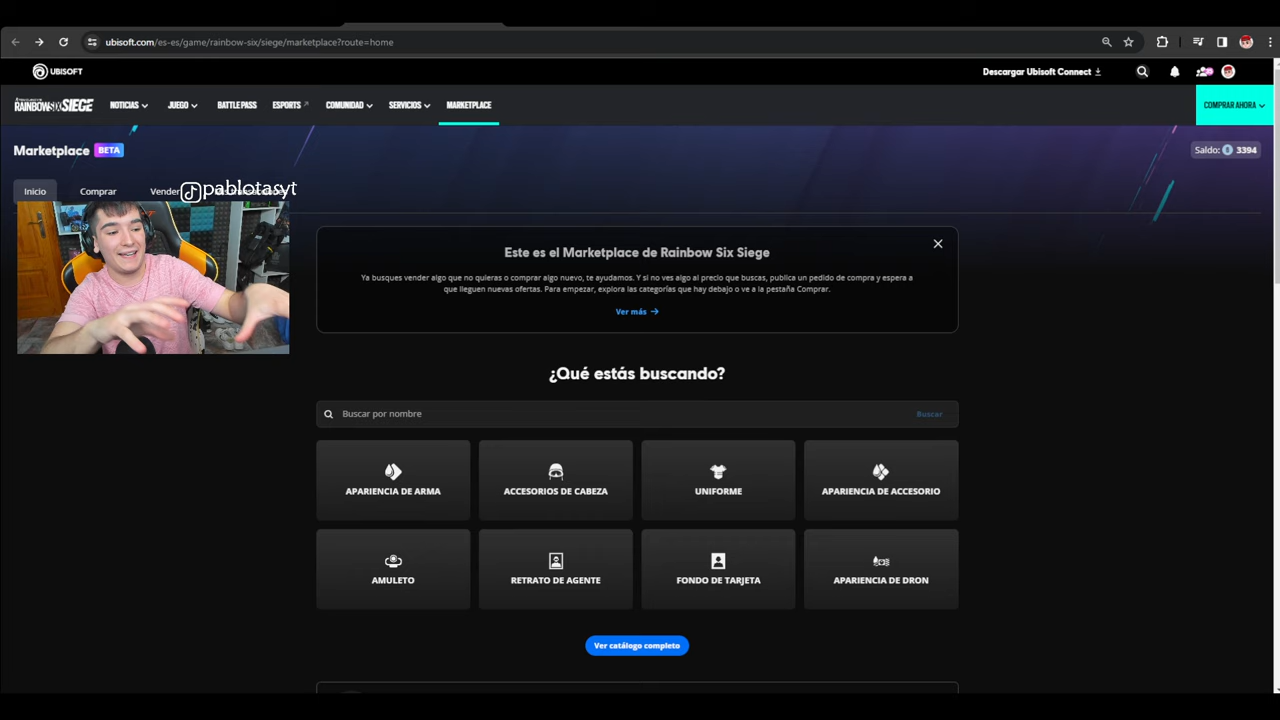 ubisoft.com/es-es/game/rainbow-six/siege/marketplace?route=home
UBISOFT
Descargar Ubisoft Connect
RAINBOWSIX SIEGE
NOTICIAS
JUEGO
BATTLE PASS
ESPORTS
COMUNIDAD
SERVICIOS
MARKETPLACE
COMPRAR AHORA
Marketplace BETA
Saldo: 3394
Inicio
Comprar
Vender
pablotasyt
Este es el Marketplace de Rainbow Six Siege
Ya busques vender algo que no quieras o comprar algo nuevo, te ayudamos. Y si no ves algo al precio que buscas, publica un pedido de compra y espera a
que lleguen nuevas ofertas. Para empezar, explora las categorías que hay debajo o ve a la pestaña Comprar.
Ver más
¿Qué estás buscando?
Buscar por nombre
Buscar
APARIENCIA DE ARMA
ACCESORIOS DE CABEZA
UNIFORME
APARIENCIA DE ACCESORIO
AMULETO
RETRATO DE AGENTE
FONDO DE TARJETA
APARIENCIA DE DRON
Ver catálogo completo